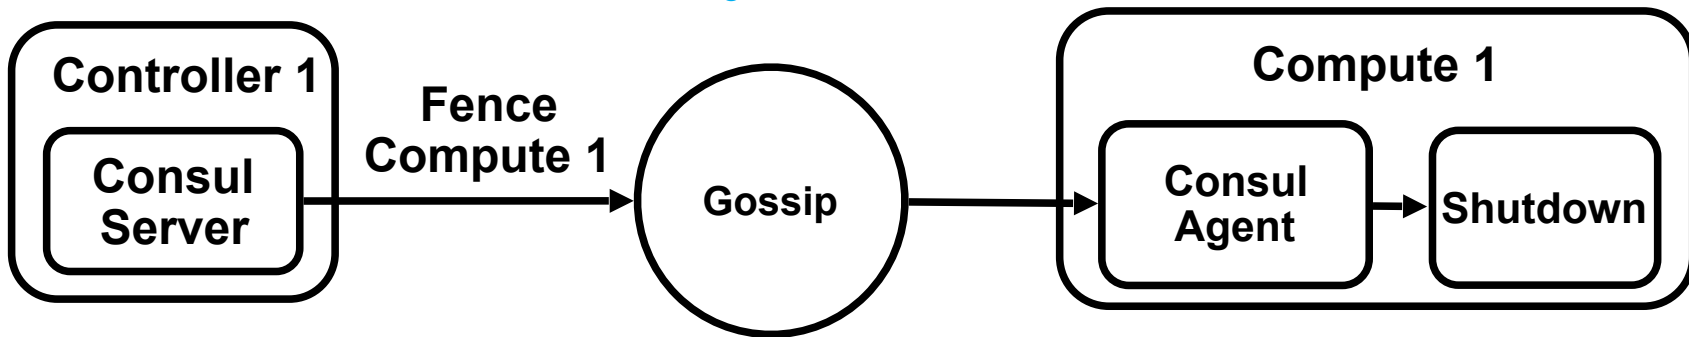 Controller 1
Consul
Server
Fence
Compute 1
Gossip
Compute 1
Consul
Agent
Shutdown